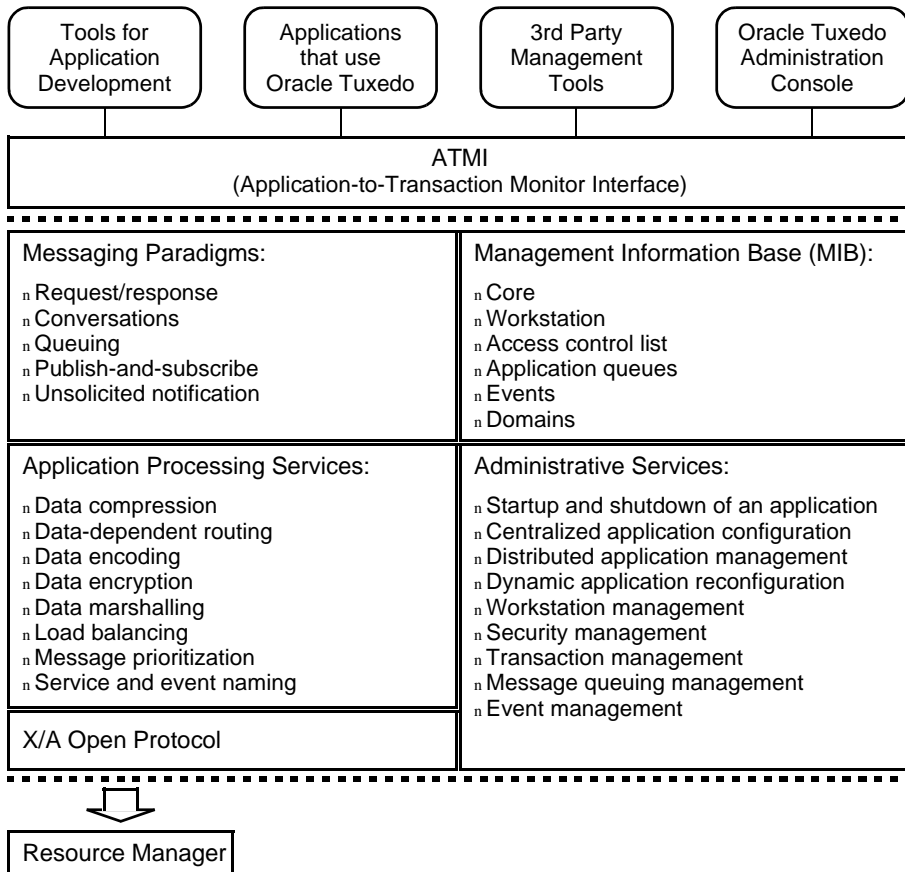 Tools for
Application
Development
Applications
that use
Oracle Tuxedo
3rd Party
Management
Tools
Oracle Tuxedo
Administration
Console
ATMI
(Application-to-Transaction Monitor Interface)
Messaging Paradigms:
n Request/response
n Conversations
n Queuing
n Publish-and-subscribe
n Unsolicited notification
Management Information Base (MIB):
n Core
n Workstation
n Access control list
n Application queues
n Events
n Domains
Application Processing Services:
n Data compression
n Data-dependent routing
n Data encoding
n Data encryption
n Data marshalling
n Load balancing
n Message prioritization
n Service and event naming
Administrative Services:
n Startup and shutdown of an application
n Centralized application configuration
n Distributed application management
n Dynamic application reconfiguration
n Workstation management
n Security management
n Transaction management
n Message queuing management
n Event management
X/A Open Protocol
Resource Manager